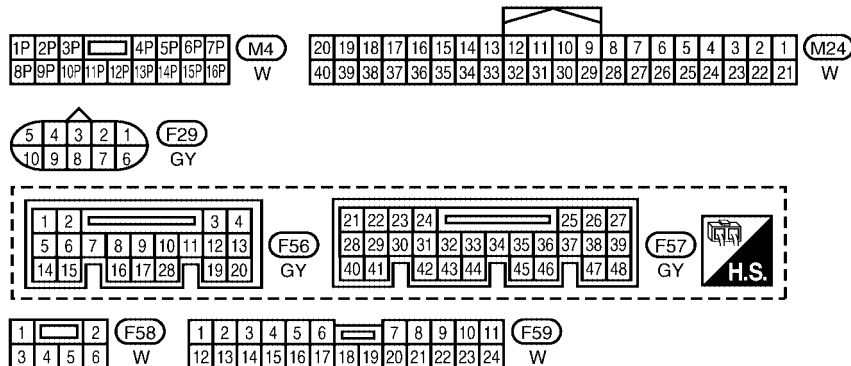 1P 2P 3P 4P 5P 6P 7P M4
8P 9P 10P 11P 12P 13P 14P 15P 16P W
20 19 18 17 16 15 14 13 12 11 10 9 8 7 6 5 4 3 2 1 M24
40 39 38 37 36 35 34 33 32 31 30 29 28 27 26 25 24 23 22 21 W
5 4 3 2 1 F29
10 9 8 7 6 GY
1 2 3 4
5 6 7 8 9 10 11 12 13 F56
14 15 16 17 28 19 20 GY
21 22 23 24 25 26 27
28 29 30 31 32 33 34 35 36 37 38 39 F57
40 41 42 43 44 45 46 47 48 GY
H.S.
1 2 F58
3 4 5 6 W
1 2 3 4 5 6 7 8 9 10 11 F59
12 13 14 15 16 17 18 19 20 21 22 23 24 W